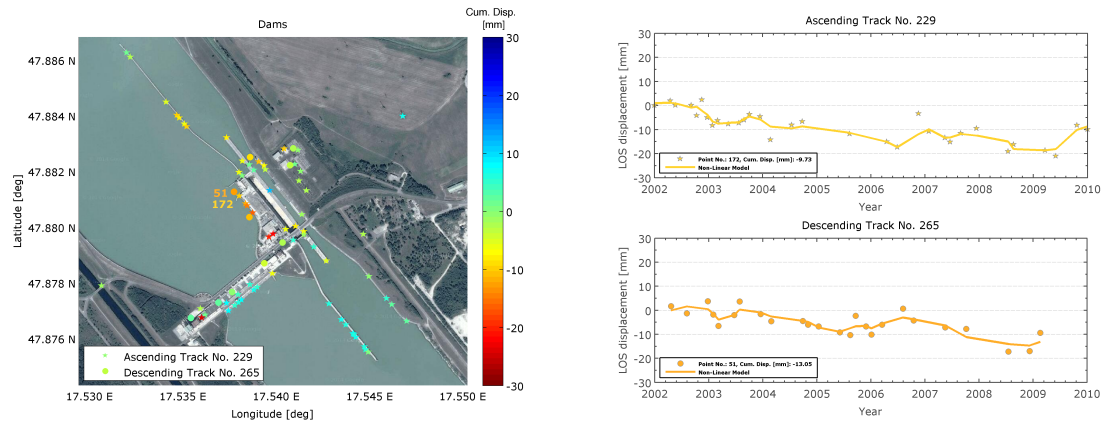 Dams
Cum. Disp.
[mm]
47.886 N
47.884 N
47.882 N
47.880 N
47.878 N
47.876 N
Latitude [deg]
51
172
Ascending Track No. 229
Descending Track No. 265
17.530 E
17.535 E
17.540 E
17.545 E
17.550 E
Longitude [deg]
30
20
10
0
-10
-20
-30
Ascending Track No. 229
LOS displacement [mm]
30
20
10
0
-10
-20
-30
Point No.: 172, Cum. Disp. [mm]: -9.73
Non-Linear Model
2002 2003 2004 2005 2006 2007 2008 2009 2010
Year
Descending Track No. 265
LOS displacement [mm]
30
20
10
0
-10
-20
-30
Point No.: 51, Cum. Disp. [mm]: -13.05
Non-Linear Model
2002 2003 2004 2005 2006 2007 2008 2009 2010
Year